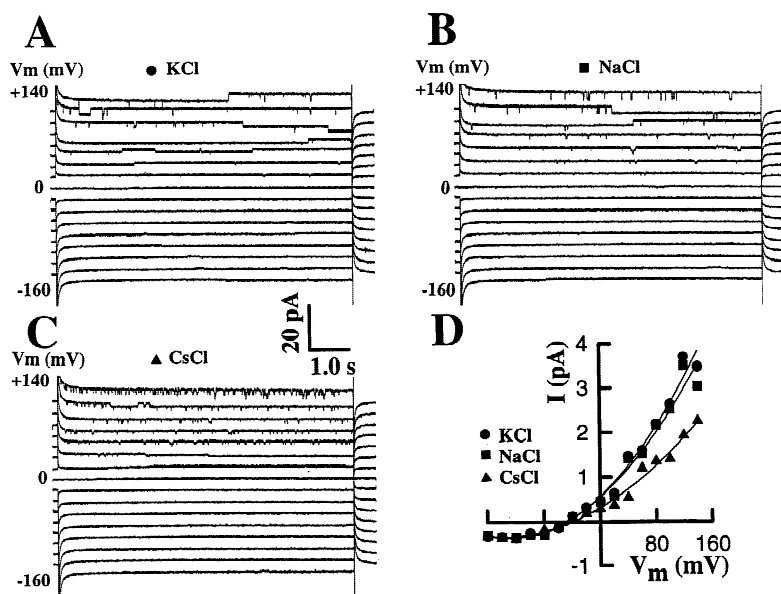 A
Vm (mV)
● KCl
+140
0
-160
B
Vm (mV)
■ NaCl
+140
0
-160
20 pA
1.0 s
C
Vm (mV)
▲ CsCl
+140
0
-160
D
I (pA)
4
3
2
1
-1
● KCl
■ NaCl
▲ CsCl
80 160
Vm (mV)